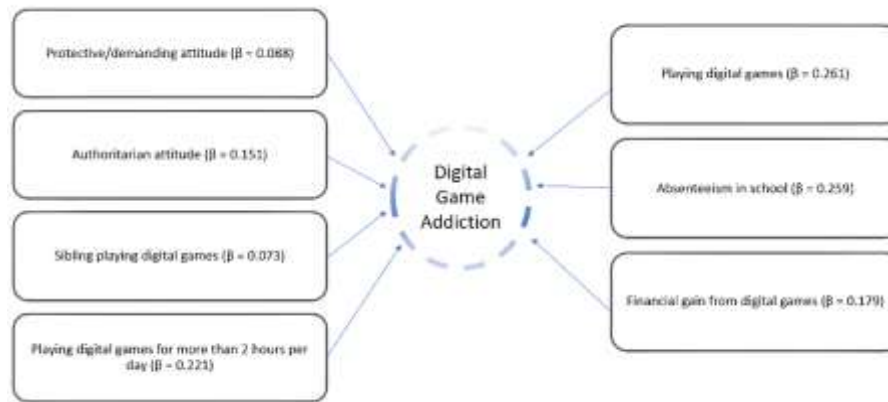 Protective/demanding attitude (β = 0.088)
Authoritarian attitude (β = 0.151)
Sibling playing digital games (β = 0.073)
Playing digital games for more than 2 hours per
day (β = 0.221)
Digital
Game
Addiction
Playing digital games (β = 0.261)
Absenteeism in school (β = 0.259)
Financial gain from digital games (β = 0.179)